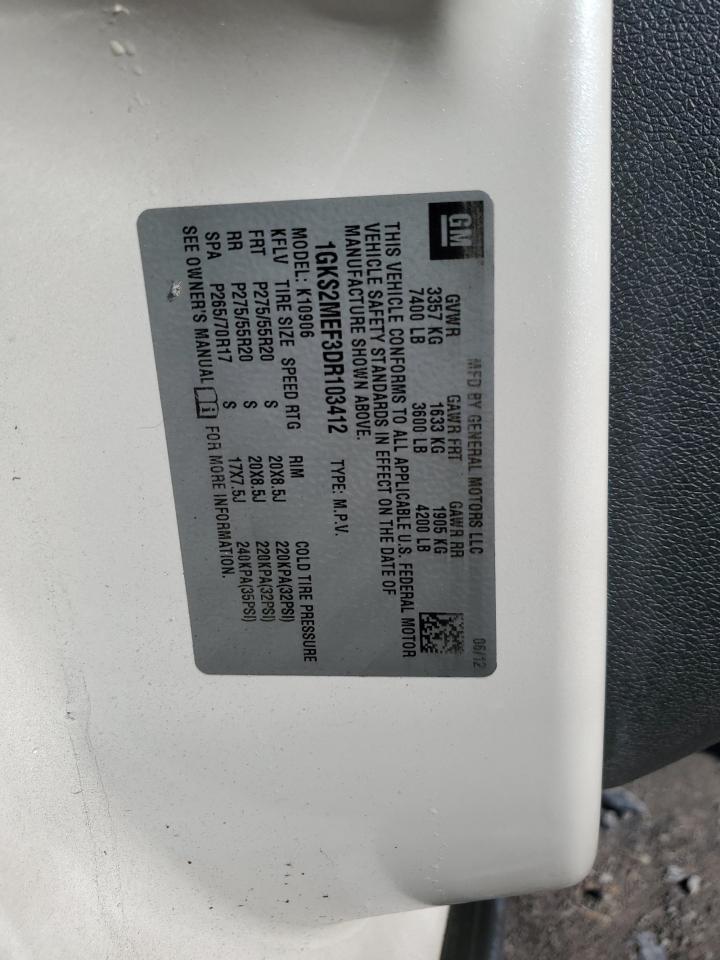 GM
MFD BY GENERAL MOTORS LLC 06/12
GVWR GAWR FRT GAWR RR
3357 KG 1633 KG 1905 KG
7400 LB 3600 LB 4200 LB
THIS VEHICLE CONFORMS TO ALL APPLICABLE U.S. FEDERAL MOTOR
VEHICLE SAFETY STANDARDS IN EFFECT ON THE DATE OF
MANUFACTURE SHOWN ABOVE.
1GKS2MEF3DR103412 TYPE: M.P.V.
MODEL: K10906
KFLV TIRE SIZE SPEED RTG RIM COLD TIRE PRESSURE
FRT P275/55R20 S 20X8.5J 220KPA(32PSI)
RR P275/55R20 S 20X8.5J 220KPA(32PSI)
SPA P265/70R17 S 17X7.5J 240KPA(35PSI)
SEE OWNER'S MANUAL FOR MORE INFORMATION.